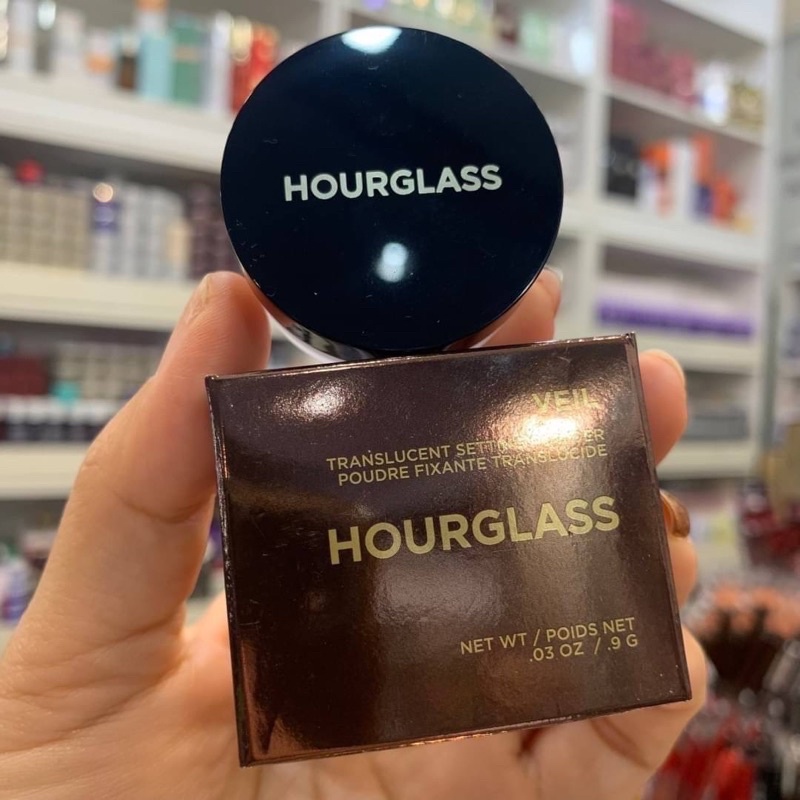 HOURGLASS
VEIL
TRANSLUCENT SETTING POWDER
POUDRE FIXANTE TRANSLUCIDE
HOURGLASS
NET WT / POIDS NET
.03 OZ / .9 G